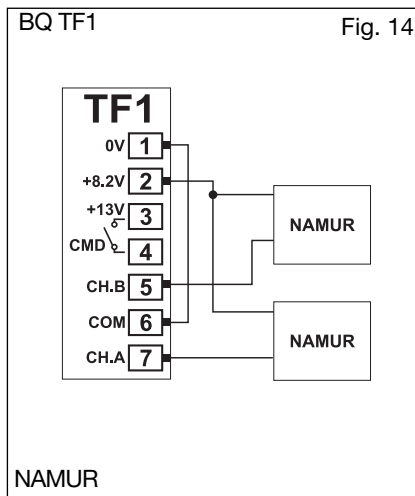 BQ TF1
Fig. 14
TF1
0V 1
+8.2V 2
+13V 3
CMD 4
CH.B 5
COM 6
CH.A 7
NAMUR
NAMUR
NAMUR